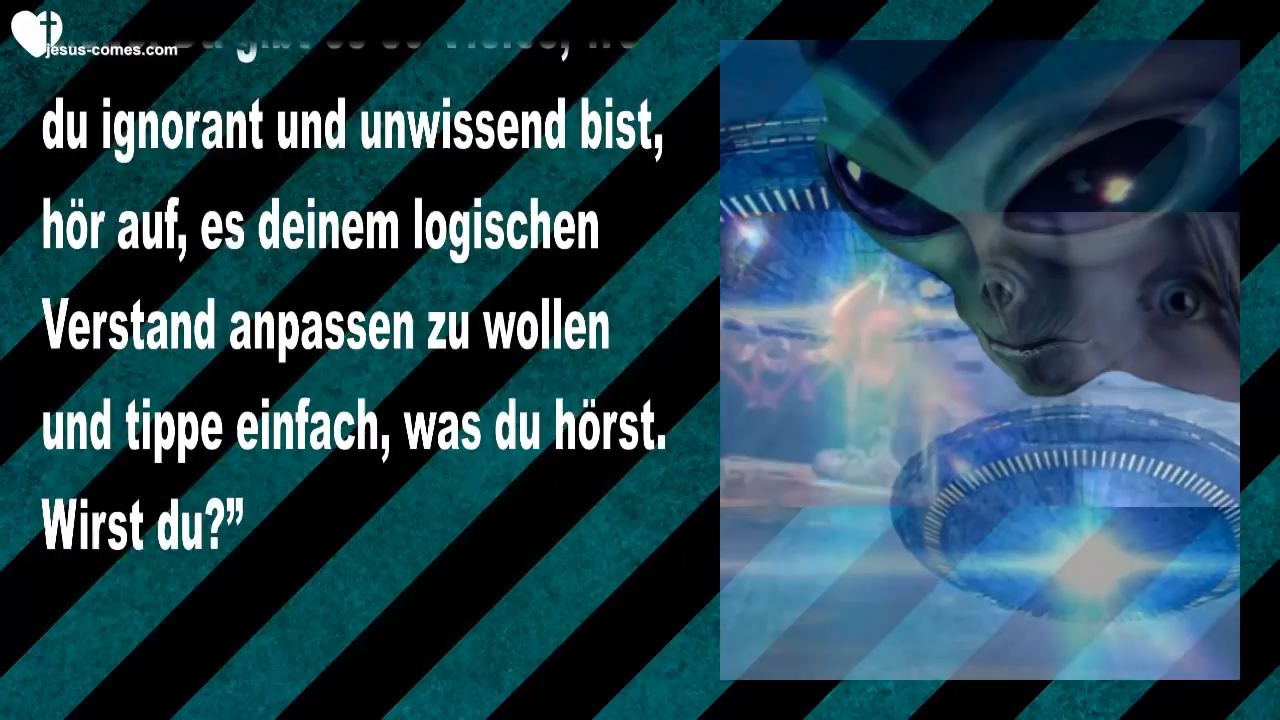 jesus-comes.com
du ignorant und unwissend bist,
hör auf, es deinem logischen
Verstand anpassen zu wollen
und tippe einfach, was du hörst.
Wirst du?”